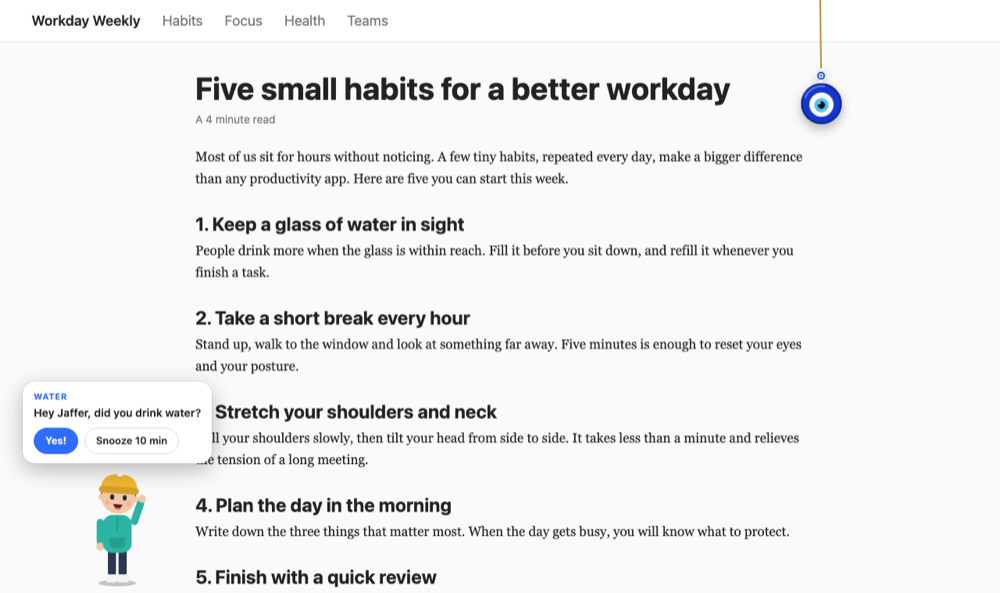 Workday Weekly Habits Focus Health Teams
Five small habits for a better workday
A 4 minute read
Most of us sit for hours without noticing. A few tiny habits, repeated every day, make a bigger difference
than any productivity app. Here are five you can start this week.
1. Keep a glass of water in sight
People drink more when the glass is within reach. Fill it before you sit down, and refill it whenever you
finish a task.
2. Take a short break every hour
Stand up, walk to the window and look at something far away. Five minutes is enough to reset your eyes
and your posture.
WATER
Hey Jaffer, did you drink water?
Yes!
Snooze 10 min
Stretch your shoulders and neck
your shoulders slowly, then tilt your head from side to side. It takes less than a minute and relieves
tension of a long meeting.
4. Plan the day in the morning
Write down the three things that matter most. When the day gets busy, you will know what to protect.
5. Finish with a quick review